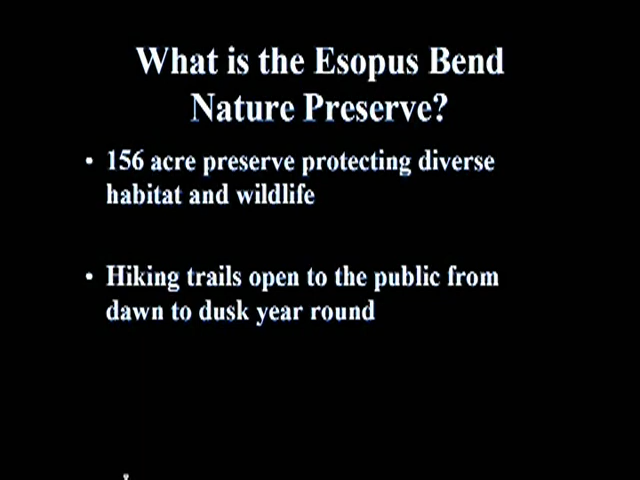 What is the Esopus Bend
Nature Preserve?
• 156 acre preserve protecting diverse
habitat and wildlife
• Hiking trails open to the public from
dawn to dusk year round